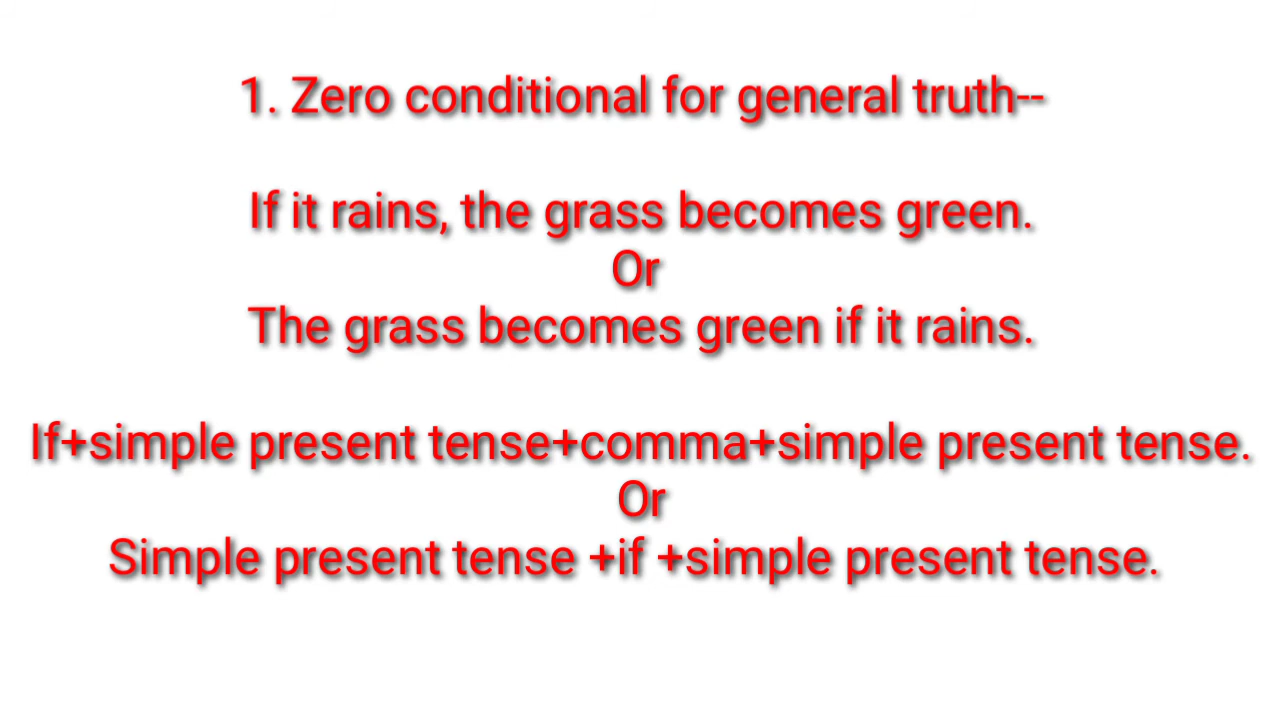 1. Zero conditional for general truth--
If it rains, the grass becomes green.
Or
The grass becomes green if it rains.
If+simple present tense+comma+simple present tense.
Or
Simple present tense +if +simple present tense.